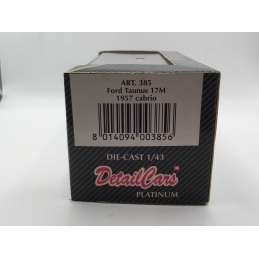 ART. 385
Ford Taunus 17M
1957 cabrio
8 014094 003856
DIE-CAST 1/43
DetailCars
PLATINUM